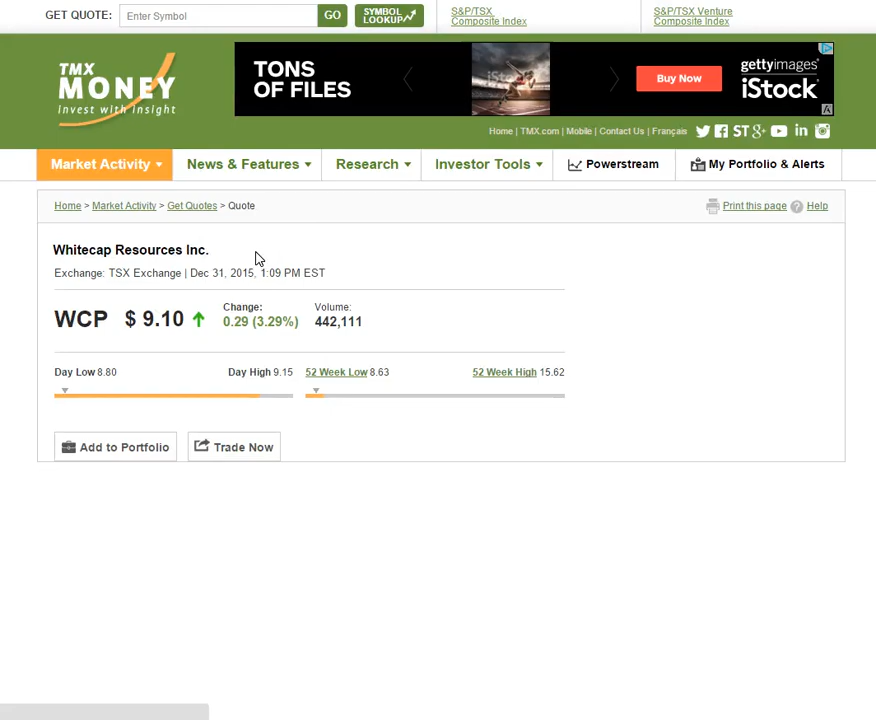 GET QUOTE: Enter Symbol GO SYMBOL LOOKUP S&P/TSX Composite Index S&P/TSX Venture Composite Index
TMX MONEY
Invest with insight
TONS OF FILES
iStock
Buy Now
gettyimages®
iStock
Home | TMX.com | Mobile | Contact Us | Français
Market Activity News & Features Research Investor Tools Powerstream My Portfolio & Alerts
Home > Market Activity > Get Quotes > Quote Print this page Help
Whitecap Resources Inc.
Exchange: TSX Exchange | Dec 31, 2015, 1:09 PM EST
WCP $ 9.10 Change: 0.29 (3.29%) Volume: 442,111
Day Low 8.80 Day High 9.15 52 Week Low 8.63 52 Week High 15.62
Add to Portfolio Trade Now